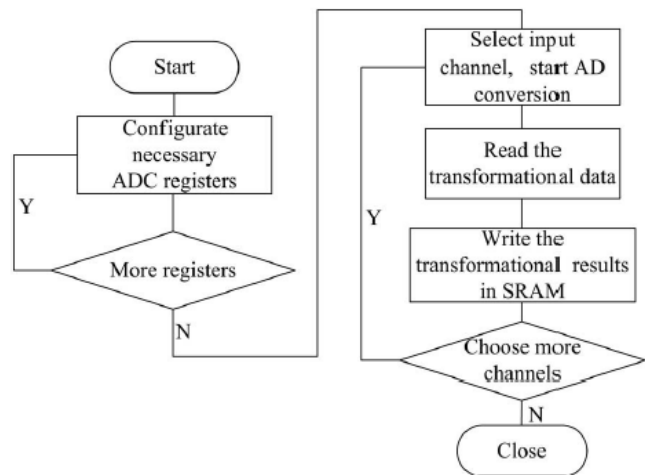 Start
Configurate
necessary
ADC registers
Y
More registers
N
Select input
channel, start AD
conversion
Read the
transformational data
Y
Write the
transformational results
in SRAM
Choose more
channels
N
Close